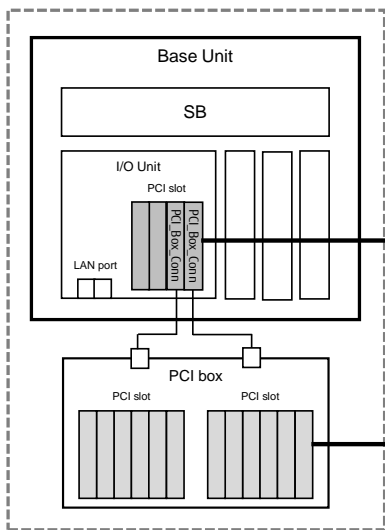 Base Unit
SB
I/O Unit
PCI slot
PCI_Box_Conn
PCI_Box_Conn
LAN port
PCI box
PCI slot
PCI slot